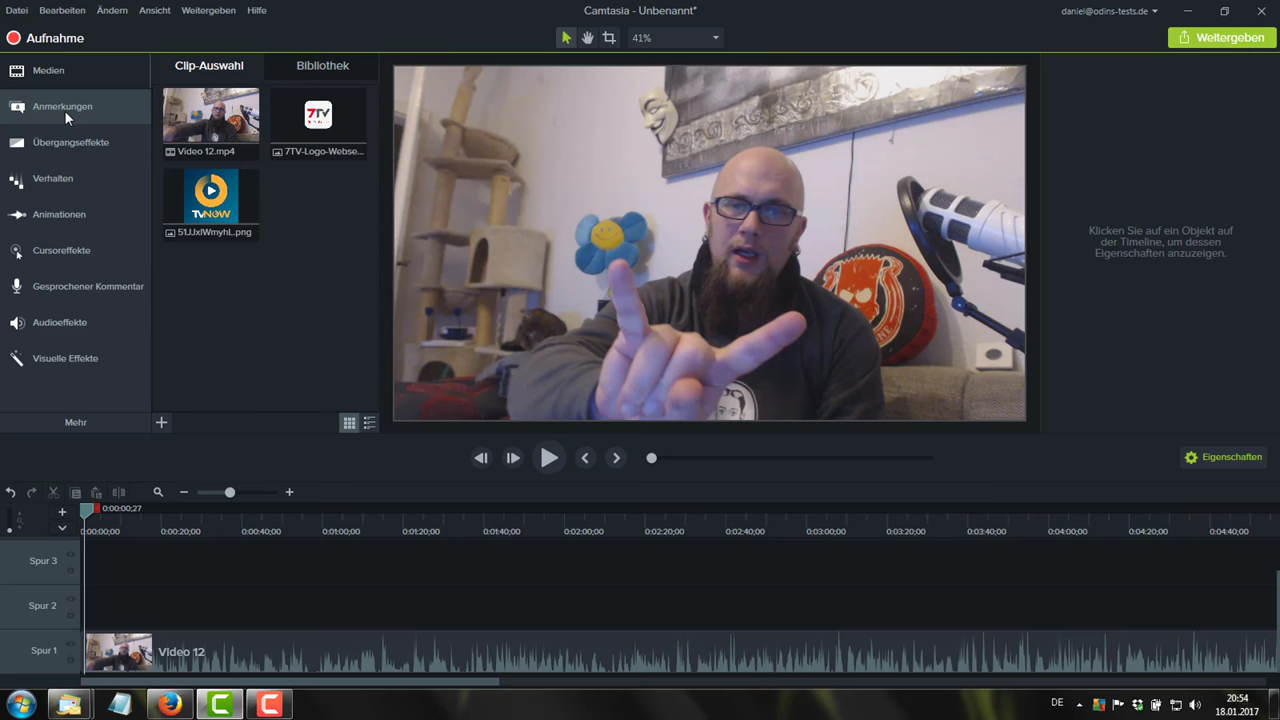 Datei Bearbeiten Ändern Ansicht Weitergeben Hilfe
Camtasia - Unbenannt*
daniel@odins-tests.de
Aufnahme
41%
Weitergeben
Medien
Anmerkungen
Übergangseffekte
Verhalten
Animationen
Cursoreffekte
Gesprochener Kommentar
Audioeffekte
Visuelle Effekte
Mehr
Clip-Auswahl Bibliothek
7TV
Video 12.mp4
7TV-Logo-Webse...
TVNOW
51JJxlWmyhL.png
Klicken Sie auf ein Objekt auf
der Timeline, um dessen
Eigenschaften anzuzeigen.
Eigenschaften
0:00:00;27
0:00:00;00 0:00:20;00 0:00:40;00 0:01:00;00 0:01:20;00 0:01:40;00 0:02:00;00 0:02:20;00 0:02:40;00 0:03:00;00 0:03:20;00 0:03:40;00 0:04:00;00 0:04:20;00 0:04:40;00
Spur 3
Spur 2
Spur 1
Video 12
DE
20:54
18.01.2017